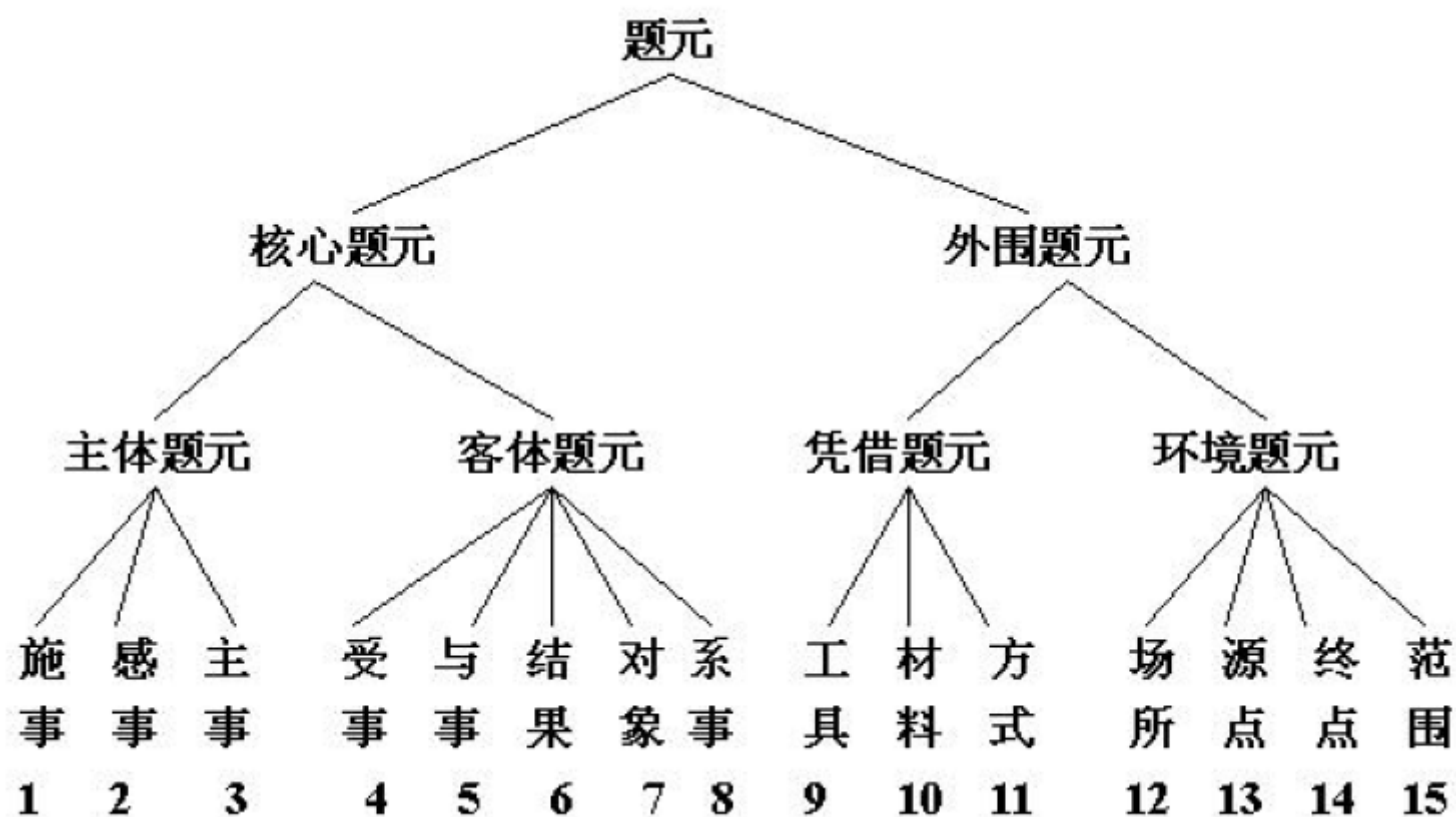 题元
核心题元 外围题元
主体题元 客体题元 凭借题元 环境题元
施事 感事 主事 受事 与事 结果 对象 系事 工具 材料 方式 场所 源点 终点 范围
1 2 3 4 5 6 7 8 9 10 11 12 13 14 15